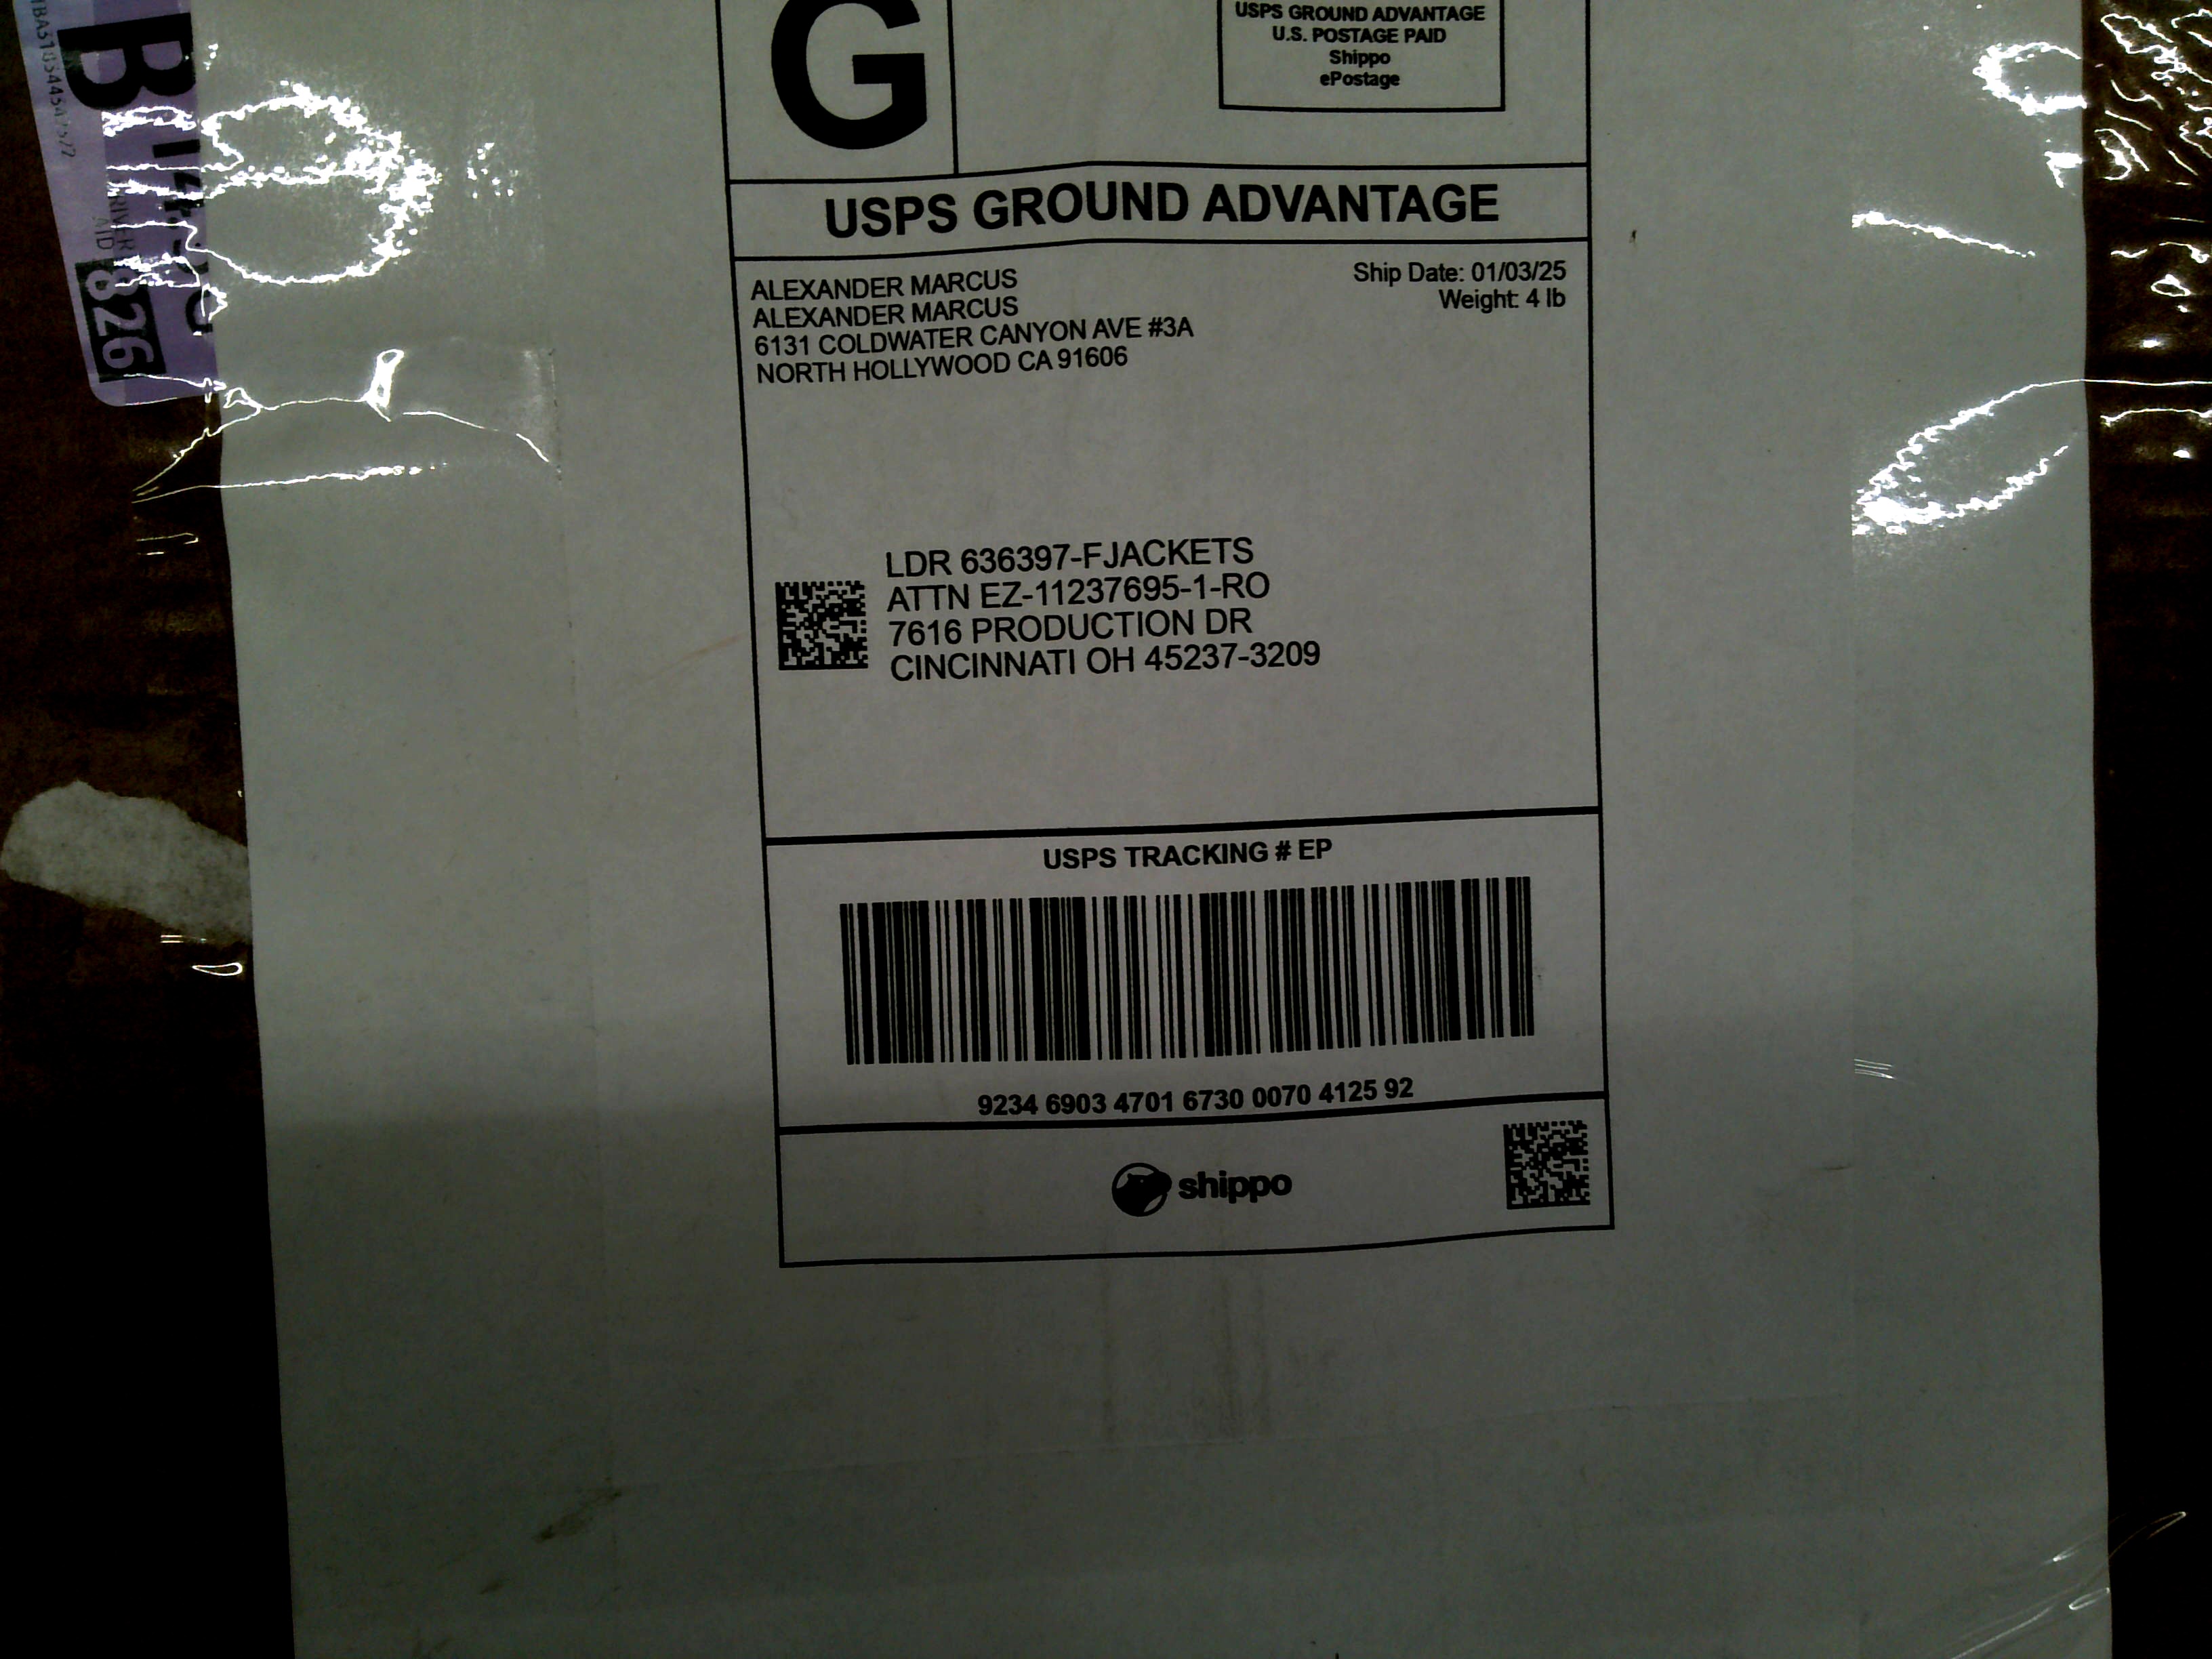 G
USPS GROUND ADVANTAGE
U.S. POSTAGE PAID
Shippo
ePostage
USPS GROUND ADVANTAGE
ALEXANDER MARCUS
ALEXANDER MARCUS
6131 COLDWATER CANYON AVE #3A
NORTH HOLLYWOOD CA 91606
Ship Date: 01/03/25
Weight: 4 lb
LDR 636397-FJACKETS
ATTN EZ-11237695-1-RO
7616 PRODUCTION DR
CINCINNATI OH 45237-3209
USPS TRACKING # EP
9234 6903 4701 6730 0070 4125 92
shippo
B
826